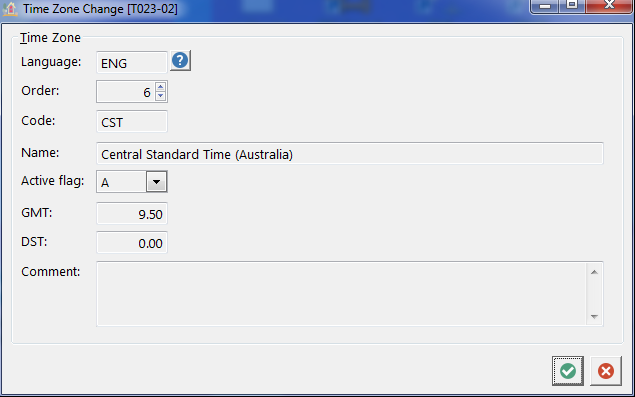 Time Zone Change [T023-02]
Time Zone
Language: ENG ?
Order: 6
Code: CST
Name: Central Standard Time (Australia)
Active flag: A
GMT: 9.50
DST: 0.00
Comment: